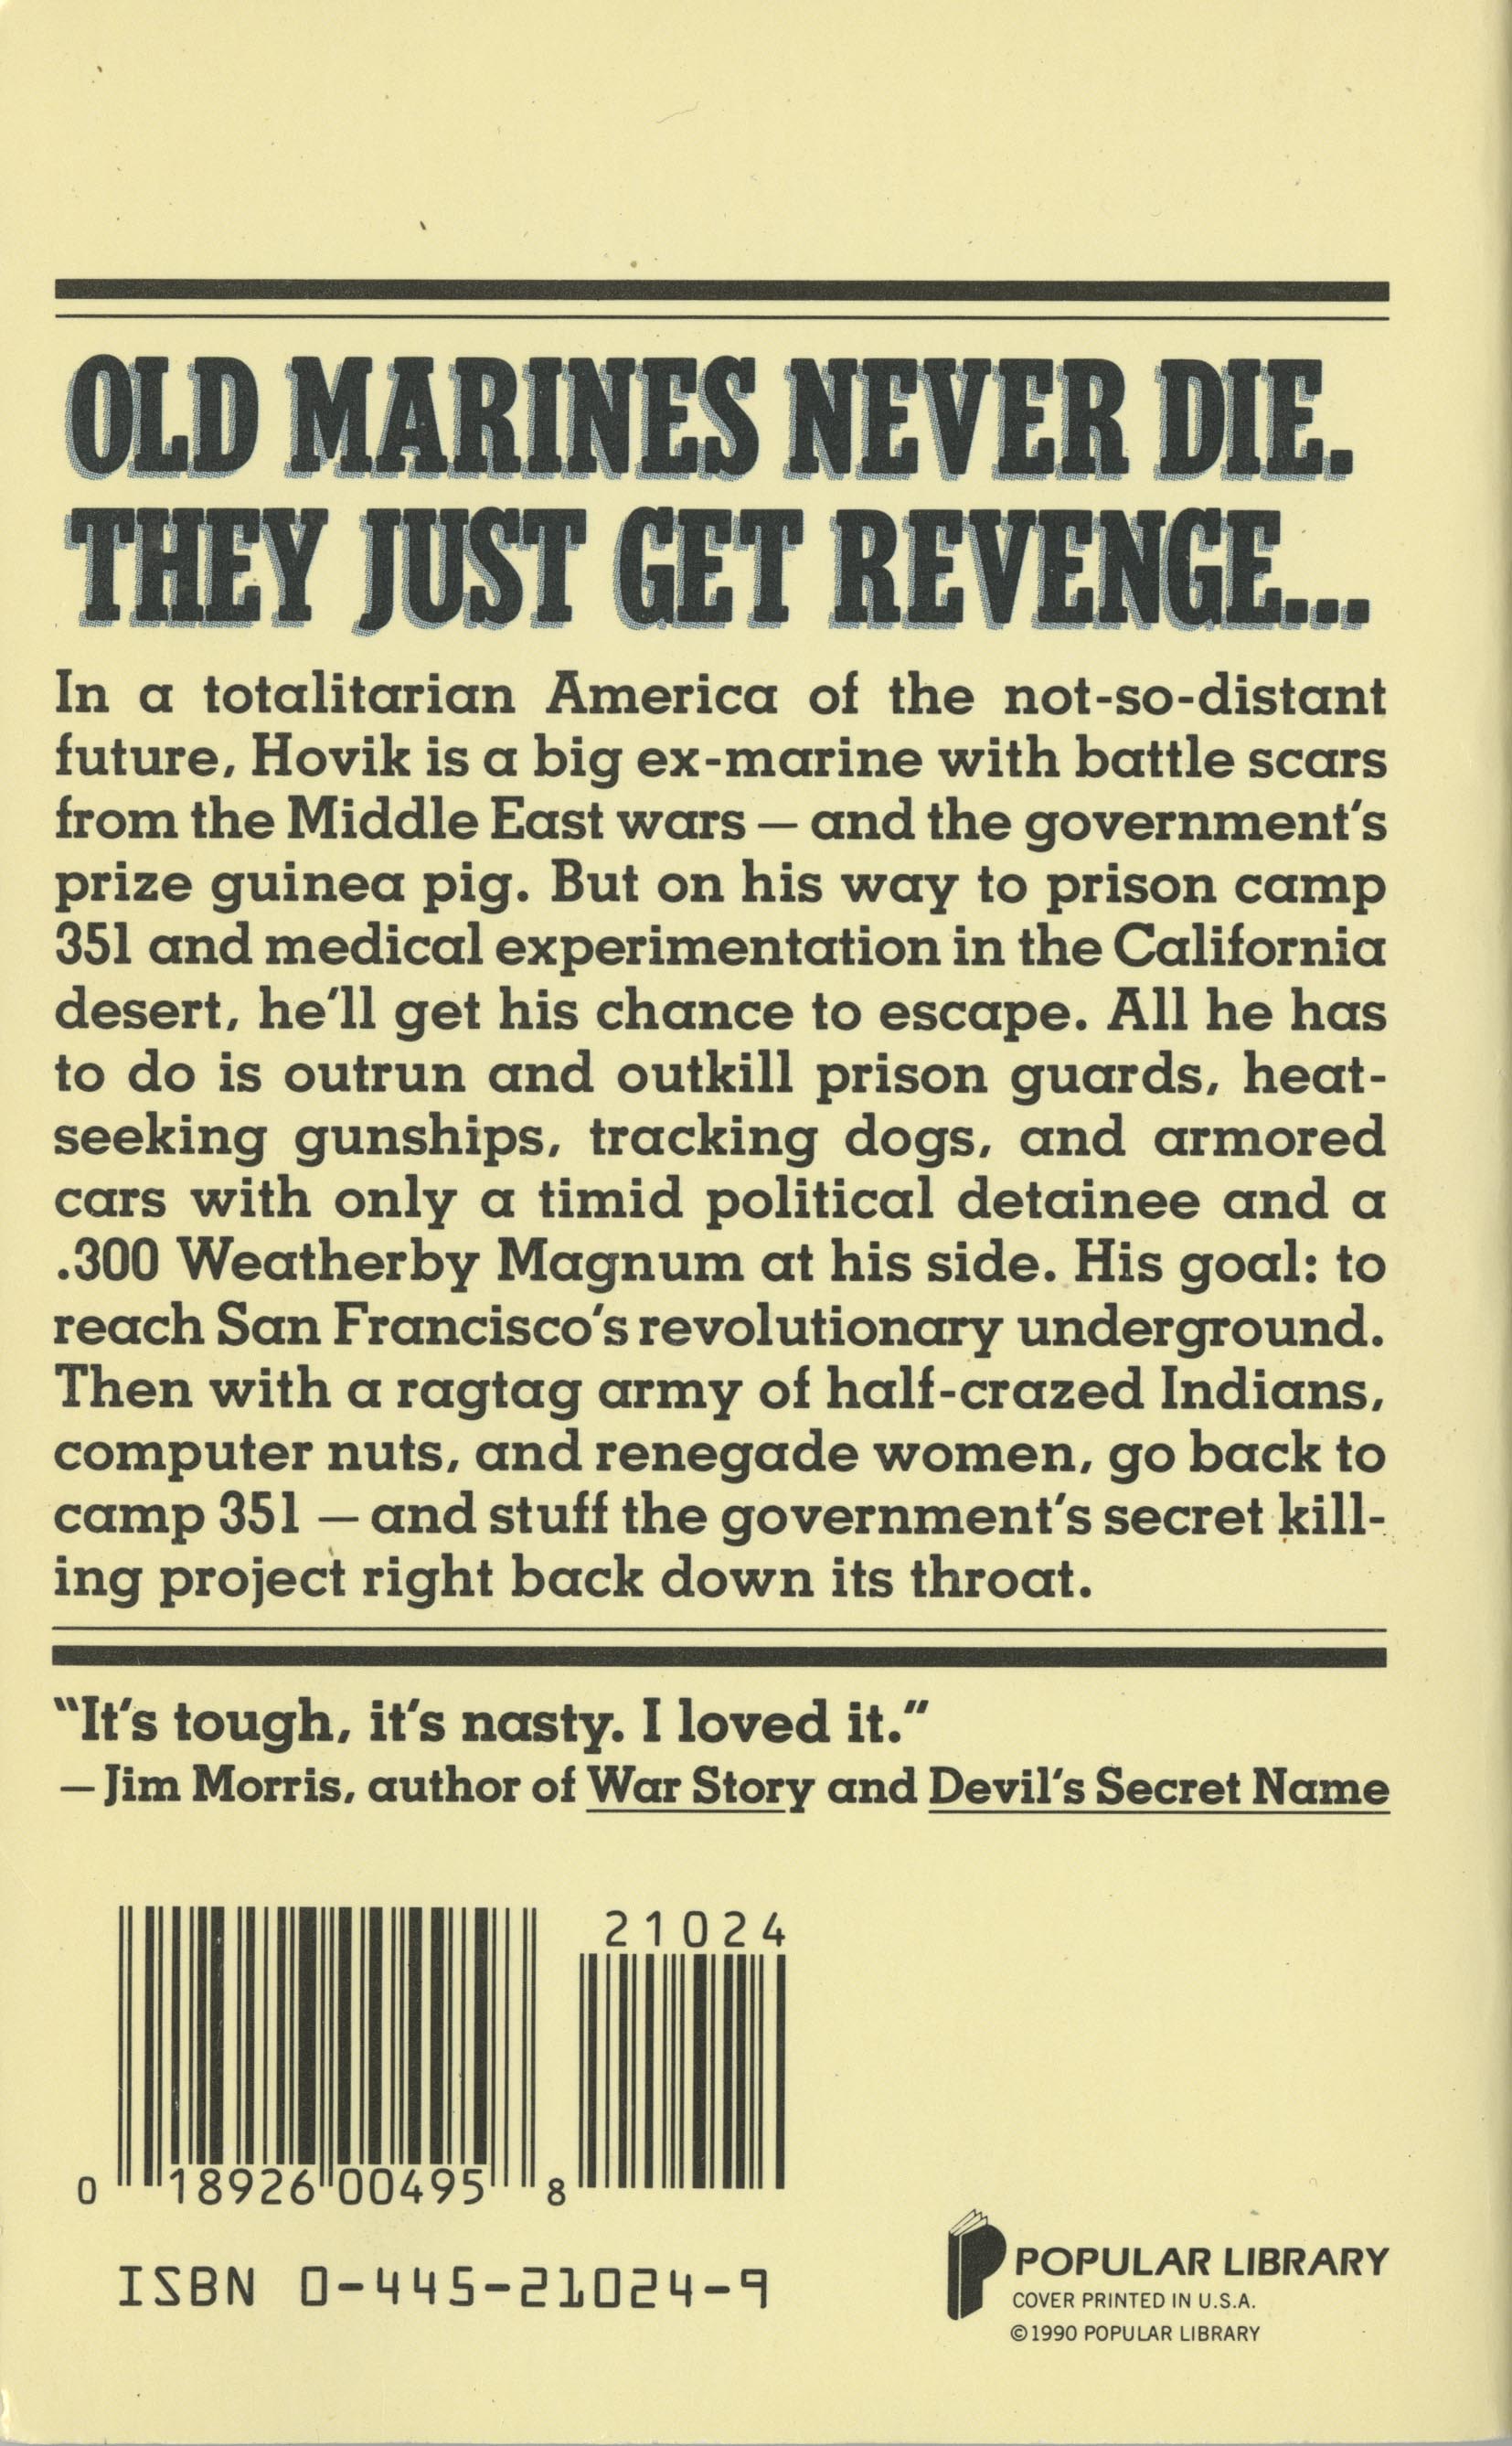 OLD MARINES NEVER DIE.
THEY JUST GET REVENGE...
In a totalitarian America of the not-so-distant
future, Hovik is a big ex-marine with battle scars
from the Middle East wars — and the government's
prize guinea pig. But on his way to prison camp
351 and medical experimentation in the California
desert, he'll get his chance to escape. All he has
to do is outrun and outkill prison guards, heat-
seeking gunships, tracking dogs, and armored
cars with only a timid political detainee and a
.300 Weatherby Magnum at his side. His goal: to
reach San Francisco's revolutionary underground.
Then with a ragtag army of half-crazed Indians,
computer nuts, and renegade women, go back to
camp 351 — and stuff the government's secret kill-
ing project right back down its throat.
"It's tough, it's nasty. I loved it."
— Jim Morris, author of War Story and Devil's Secret Name
21024
0 18926 00495 8
ISBN 0-445-21024-9
POPULAR LIBRARY
COVER PRINTED IN U.S.A.
©1990 POPULAR LIBRARY